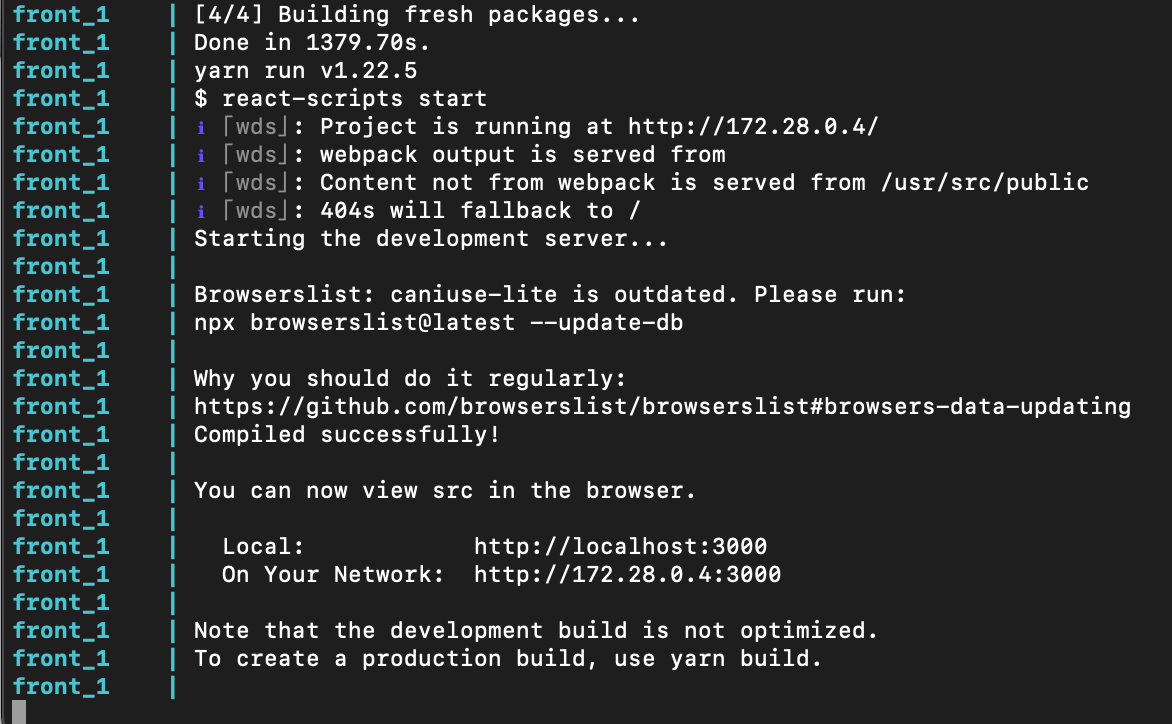 front_1 | [4/4] Building fresh packages...
front_1 | Done in 1379.70s.
front_1 | yarn run v1.22.5
front_1 | $ react-scripts start
front_1 | ℹ ｢wds｣: Project is running at http://172.28.0.4/
front_1 | ℹ ｢wds｣: webpack output is served from
front_1 | ℹ ｢wds｣: Content not from webpack is served from /usr/src/public
front_1 | ℹ ｢wds｣: 404s will fallback to /
front_1 | Starting the development server...
front_1 |
front_1 | Browserslist: caniuse-lite is outdated. Please run:
front_1 | npx browserslist@latest --update-db
front_1 |
front_1 | Why you should do it regularly:
front_1 | https://github.com/browserslist/browserslist#browsers-data-updating
front_1 | Compiled successfully!
front_1 |
front_1 | You can now view src in the browser.
front_1 |
front_1 |   Local:            http://localhost:3000
front_1 |   On Your Network:  http://172.28.0.4:3000
front_1 |
front_1 | Note that the development build is not optimized.
front_1 | To create a production build, use yarn build.
front_1 |